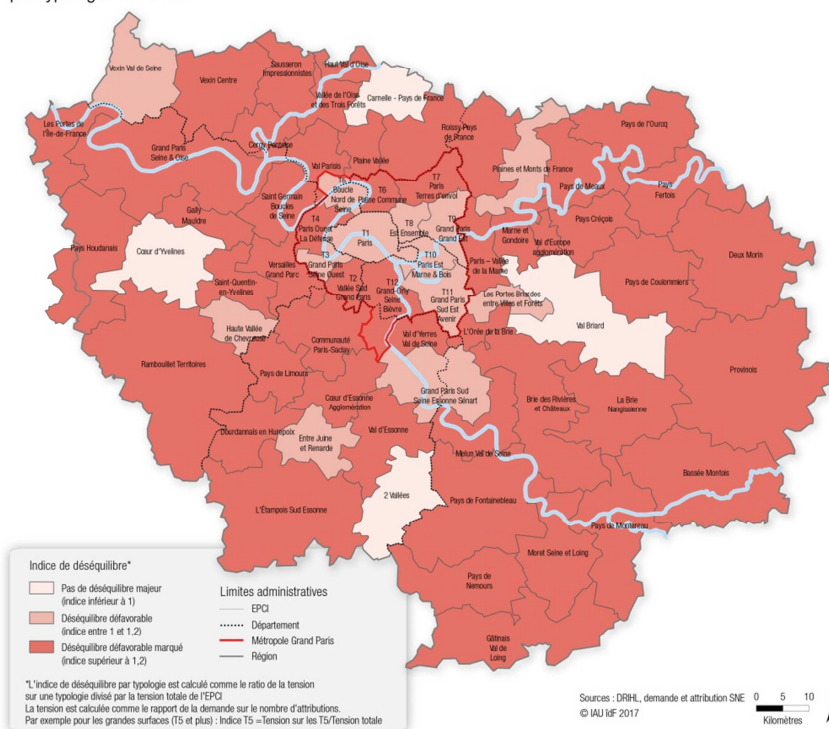 Vexin Val de Seine
Vexin Centre
Sausseron
Impressionnistes
Haut Val d'Oise
Vallée de l'Oise
et des Trois Forêts
Carnelle - Pays de France
Les Portes de
l'Île-de-France
Grand Paris
Seine & Oise
Cergy Pontoise
Roissy-Pays
de France
Pays de l'Ourcq
Val Parisis
Plaine Vallée
Plaines et Monts de France
Pays de Meaux
Pays
Fertois
Saint Germain
Boucles
de Seine
Boucle
Nord de
Seine
T6
Plaine Commune
T7
Paris
Terres d'envol
Gally
Mauldre
T4
Paris Ouest
La Défense
T1
Paris
T8
Est Ensemble
T9
Grand Paris
Grand Est
Marne et
Gondoire
Val d'Europe
agglomération
Pays Créçois
Pays Houdanais
Cœur d'Yvelines
Versailles
Grand Parc
T3
Grand Paris
Seine Ouest
T10
Paris Est
Marne & Bois
Paris – Vallée
de la Marne
Deux Morin
Saint-Quentin-
en-Yvelines
T2
Vallée Sud
Grand Paris
T12
Grand-Orly
Seine
Bièvre
T11
Grand Paris
Sud Est
Avenir
Les Portes Briardes
entre Villes et Forêts
Pays de Coulommiers
Haute Vallée
de Chevreuse
Communauté
Paris-Saclay
Val d'Yerres
Val de Seine
L'Orée de la Brie
Val Briard
Rambouillet Territoires
Pays de Limours
Provinois
Cœur d'Essonne
Agglomération
Grand Paris Sud
Seine Essonne Sénart
Brie des Rivières
et Châteaux
La Brie
Nangissienne
Dourdannais en Hurepoix
Entre Juine
et Renarde
Val d'Essonne
Melun Val de Seine
Bassée Montois
2 Vallées
L'Étampois Sud Essonne
Pays de Fontainebleau
Pays de Montereau
Moret Seine et Loing
Pays de
Nemours
Gâtinais
Val de
Loing
Indice de déséquilibre*
Pas de déséquilibre majeur
(indice inférieur à 1)
Déséquilibre défavorable
(indice entre 1 et 1,2)
Déséquilibre défavorable marqué
(indice supérieur à 1,2)
Limites administratives
EPCI
Département
Métropole Grand Paris
Région
*L'indice de déséquilibre par typologie est calculé comme le ratio de la tension
sur une typologie divisé par la tension totale de l'EPCI
La tension est calculée comme le rapport de la demande sur le nombre d'attributions.
Par exemple pour les grandes surfaces (T5 et plus) : Indice T5 =Tension sur les T5/Tension totale
Sources : DRIHL, demande et attribution SNE
© IAU îdF 2017
0 5 10
Kilomètres